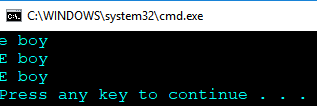 C:\WINDOWS\system32\cmd.exe
e boy
E boy
E boy
Press any key to continue . . .